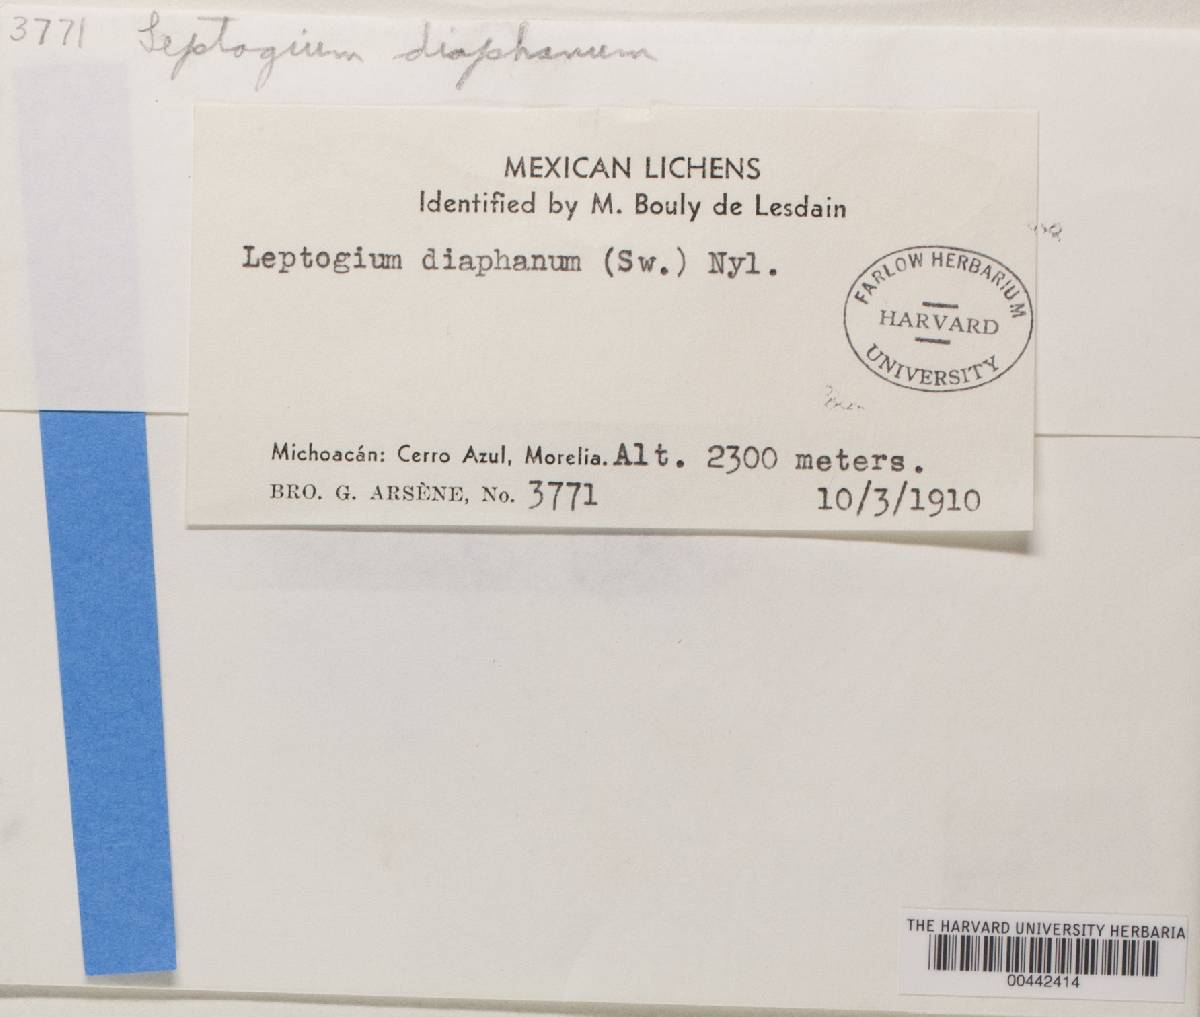 3771 Leptogium diaphanum
MEXICAN LICHENS
Identified by M. Bouly de Lesdain
Leptogium diaphanum (Sw.) Nyl.
FARLOW HERBARIUM
HARVARD
UNIVERSITY
Michoacán: Cerro Azul, Morelia. Alt. 2300 meters.
BRO. G. ARSÈNE, No. 3771 10/3/1910
THE HARVARD UNIVERSITY HERBARIA
00442414